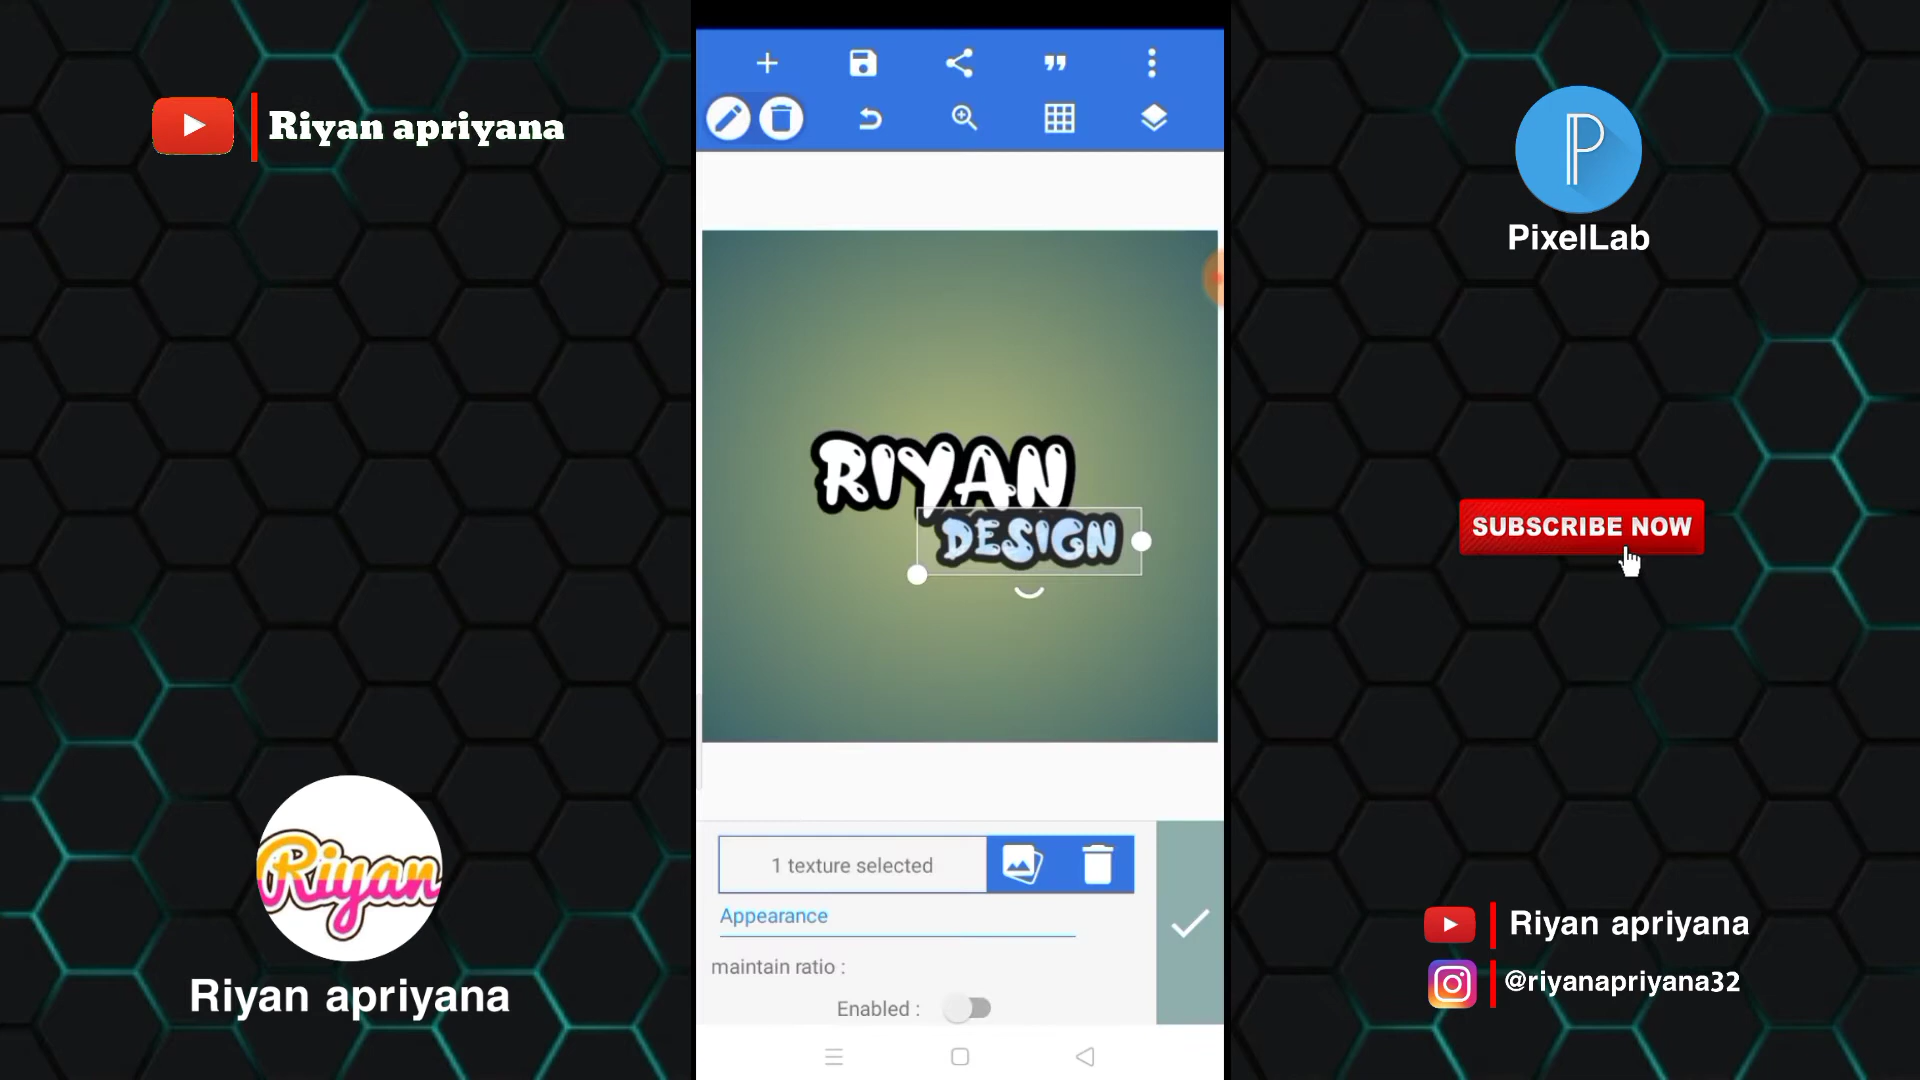 Riyan apriyana
PixelLab
RIYAN
DESIGN
SUBSCRIBE NOW
1 texture selected
Appearance
maintain ratio :
Enabled :
Riyan
Riyan apriyana
Riyan apriyana
@riyanapriyana32